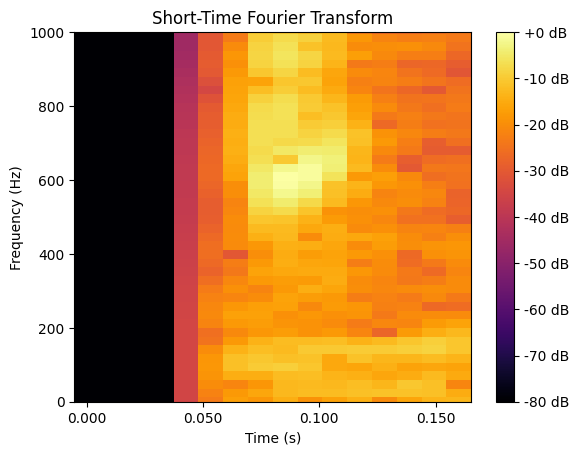 Short-Time Fourier Transform
Frequency (Hz)
1000
800
600
400
200
0
0.000
0.050
0.100
0.150
Time (s)
+0 dB
-10 dB
-20 dB
-30 dB
-40 dB
-50 dB
-60 dB
-70 dB
-80 dB